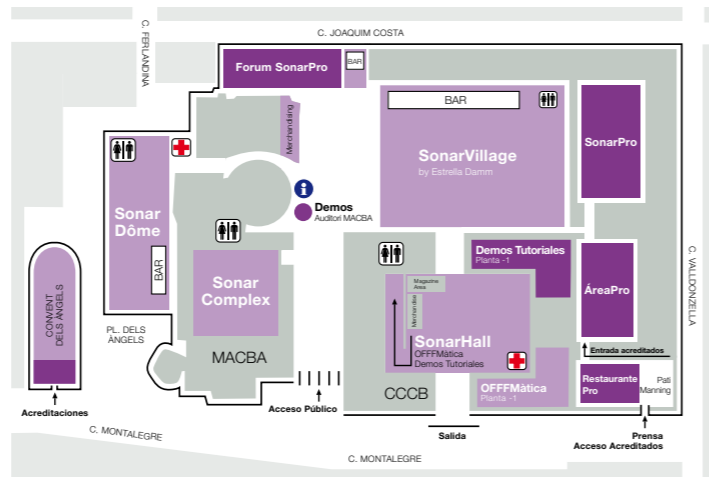 C. JOAQUIM COSTA
C. FERLANDINA
Forum SonarPro
BAR
Merchandising
BAR
SonarVillage
by Estrella Damm
SonarPro
Sonar
Dôme
BAR
Demos
Auditori MACBA
Sonar
Complex
MACBA
CONVENT
DELS ÀNGELS
PL. DELS
ÀNGELS
Demos Tutoriales
Planta -1
ÁreaPro
C. VALLDONZELLA
Magazine
Area
Merchandise
SonarHall
OFFFMàtica
Demos Tutoriales
Entrada acreditados
OFFFMàtica
Planta -1
Restaurante
Pro
Pati
Manning
CCCB
Acreditaciones
Acceso Público
Salida
Prensa
Acceso Acreditados
C. MONTALEGRE
C. MONTALEGRE